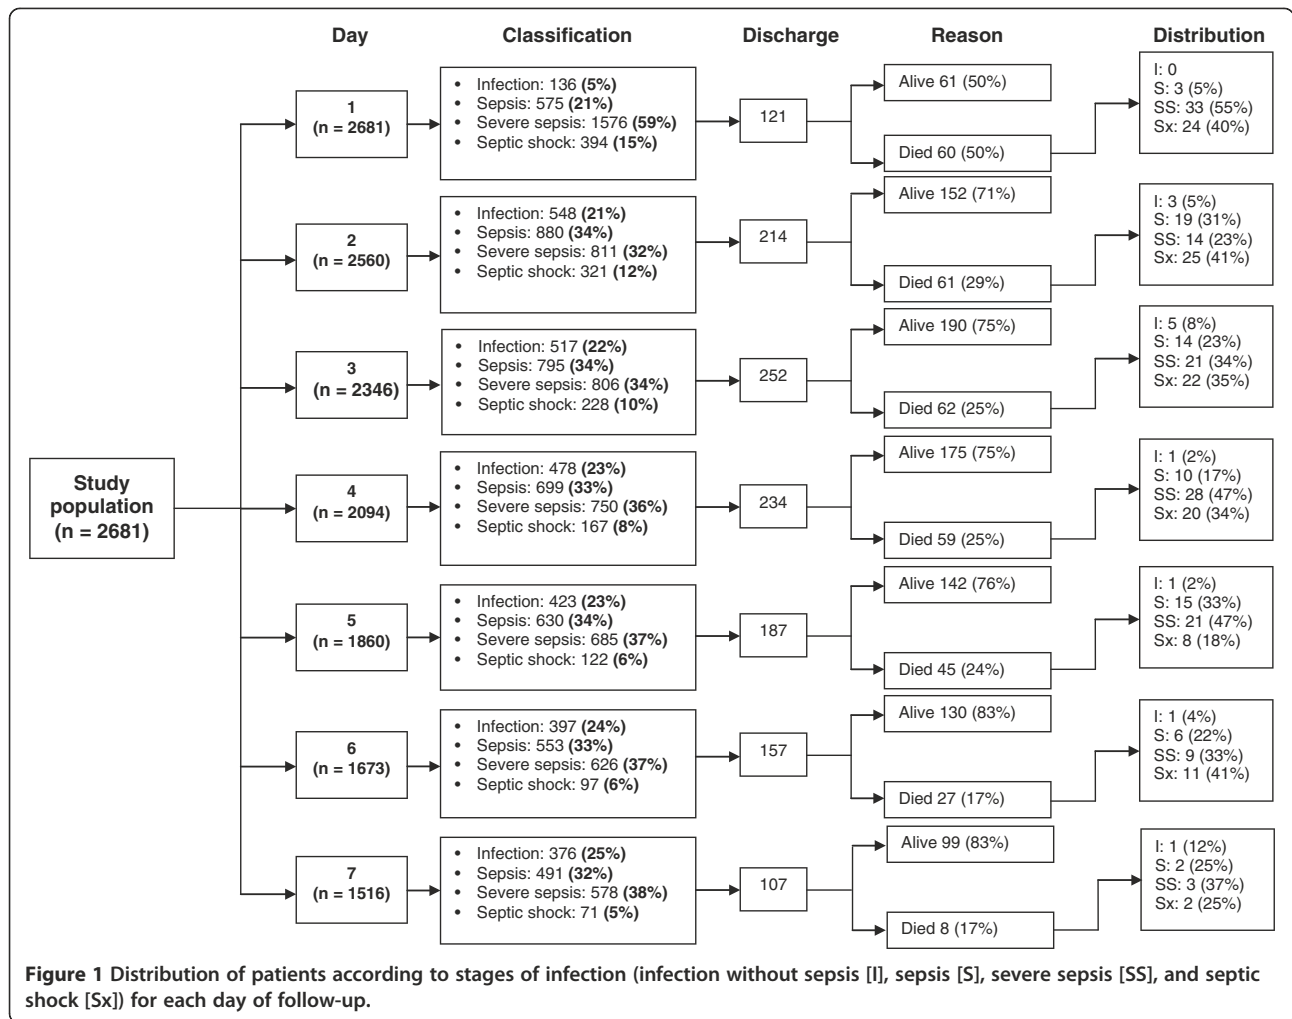 Day Classification Discharge Reason Distribution
Study
population
(n = 2681)
1
(n = 2681)
• Infection: 136 (5%)
• Sepsis: 575 (21%)
• Severe sepsis: 1576 (59%)
• Septic shock: 394 (15%)
121
Alive 61 (50%)
Died 60 (50%)
I: 0
S: 3 (5%)
SS: 33 (55%)
Sx: 24 (40%)
2
(n = 2560)
• Infection: 548 (21%)
• Sepsis: 880 (34%)
• Severe sepsis: 811 (32%)
• Septic shock: 321 (12%)
214
Alive 152 (71%)
Died 61 (29%)
I: 3 (5%)
S: 19 (31%)
SS: 14 (23%)
Sx: 25 (41%)
3
(n = 2346)
• Infection: 517 (22%)
• Sepsis: 795 (34%)
• Severe sepsis: 806 (34%)
• Septic shock: 228 (10%)
252
Alive 190 (75%)
Died 62 (25%)
I: 5 (8%)
S: 14 (23%)
SS: 21 (34%)
Sx: 22 (35%)
4
(n = 2094)
• Infection: 478 (23%)
• Sepsis: 699 (33%)
• Severe sepsis: 750 (36%)
• Septic shock: 167 (8%)
234
Alive 175 (75%)
Died 59 (25%)
I: 1 (2%)
S: 10 (17%)
SS: 28 (47%)
Sx: 20 (34%)
5
(n = 1860)
• Infection: 423 (23%)
• Sepsis: 630 (34%)
• Severe sepsis: 685 (37%)
• Septic shock: 122 (6%)
187
Alive 142 (76%)
Died 45 (24%)
I: 1 (2%)
S: 15 (33%)
SS: 21 (47%)
Sx: 8 (18%)
6
(n = 1673)
• Infection: 397 (24%)
• Sepsis: 553 (33%)
• Severe sepsis: 626 (37%)
• Septic shock: 97 (6%)
157
Alive 130 (83%)
Died 27 (17%)
I: 1 (4%)
S: 6 (22%)
SS: 9 (33%)
Sx: 11 (41%)
7
(n = 1516)
• Infection: 376 (25%)
• Sepsis: 491 (32%)
• Severe sepsis: 578 (38%)
• Septic shock: 71 (5%)
107
Alive 99 (83%)
Died 8 (17%)
I: 1 (12%)
S: 2 (25%)
SS: 3 (37%)
Sx: 2 (25%)
Figure 1 Distribution of patients according to stages of infection (infection without sepsis [I], sepsis [S], severe sepsis [SS], and septic
shock [Sx]) for each day of follow-up.